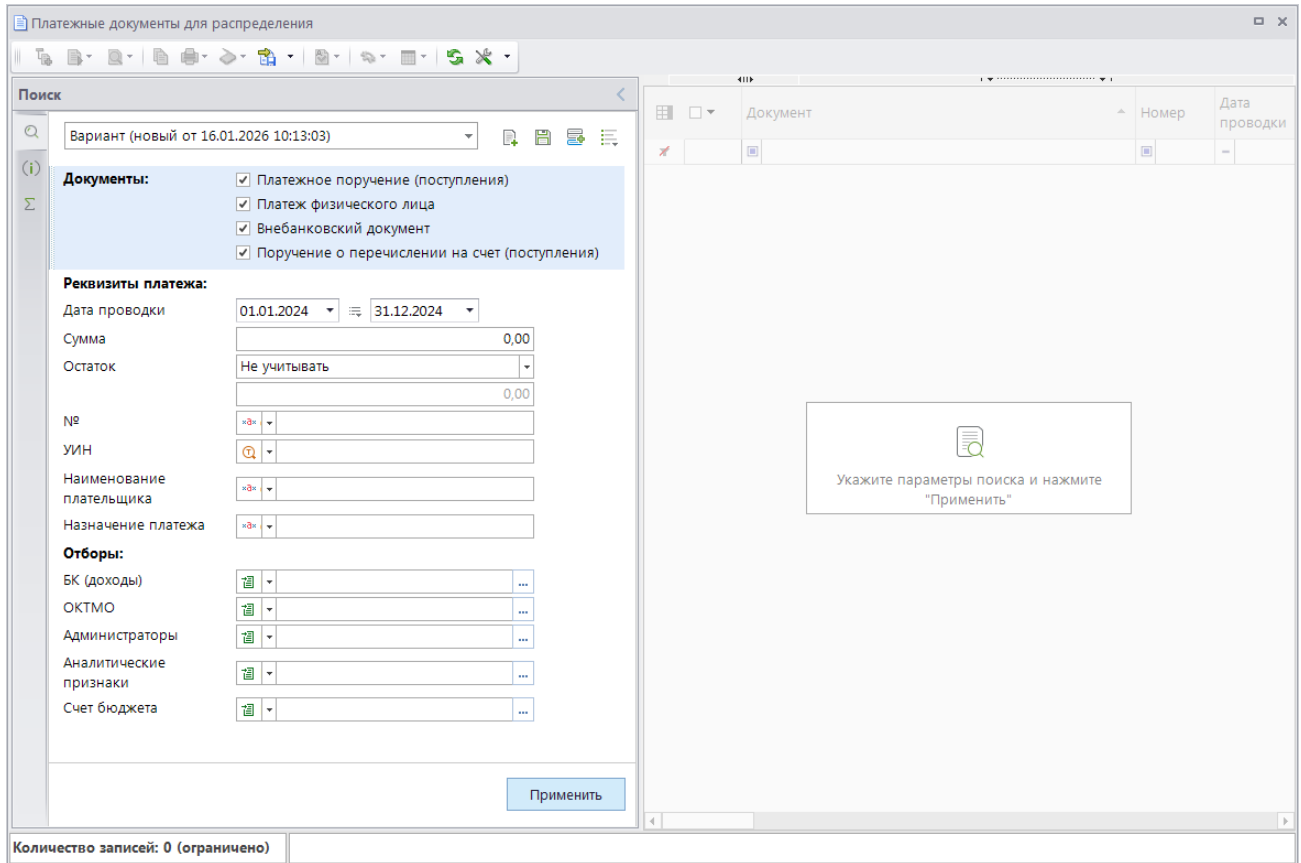 Платежные документы для распределения
Поиск
Вариант (новый от 16.01.2026 10:13:03)
Документы:
Платежное поручение (поступления)
Платеж физического лица
Внебанковский документ
Поручение о перечислении на счет (поступления)
Реквизиты платежа:
Дата проводки 01.01.2024 31.12.2024
Сумма 0,00
Остаток Не учитывать
0,00
№
УИН
Наименование
плательщика
Назначение платежа
Отборы:
БК (доходы)
ОКТМО
Администраторы
Аналитические
признаки
Счет бюджета
Применить
Документ Номер Дата
проводки
Укажите параметры поиска и нажмите
"Применить"
Количество записей: 0 (ограничено)